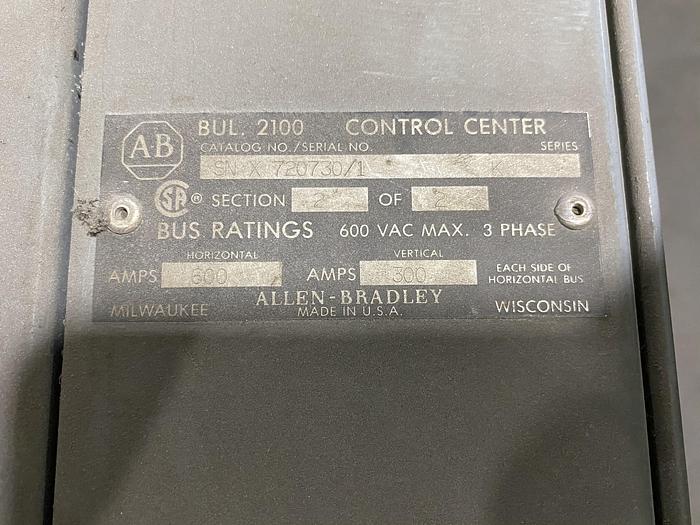 AB BUL. 2100 CONTROL CENTER
CATALOG NO./SERIAL NO. SERIES
SN X 720730/1 K
SA ® SECTION 2 OF 2
BUS RATINGS 600 VAC MAX. 3 PHASE
HORIZONTAL VERTICAL
AMPS 600 AMPS 300 EACH SIDE OF HORIZONTAL BUS
ALLEN-BRADLEY
MILWAUKEE MADE IN U.S.A. WISCONSIN